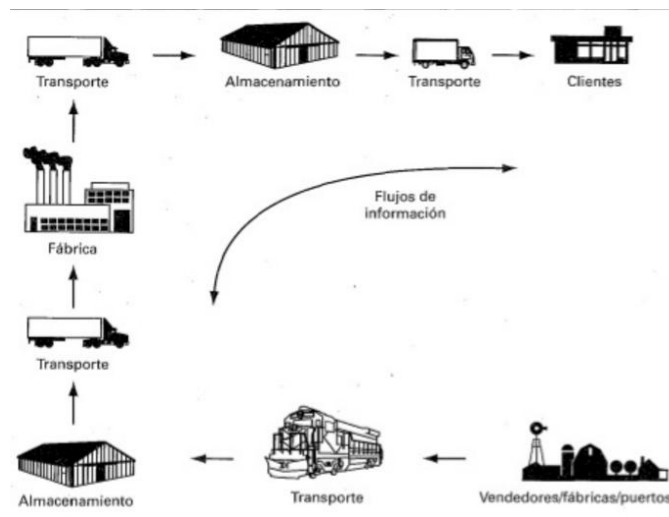 Transporte
Almacenamiento
Transporte
Clientes
Flujos de
información
Fábrica
Transporte
Almacenamiento
Transporte
Vendedores/fábricas/puertos